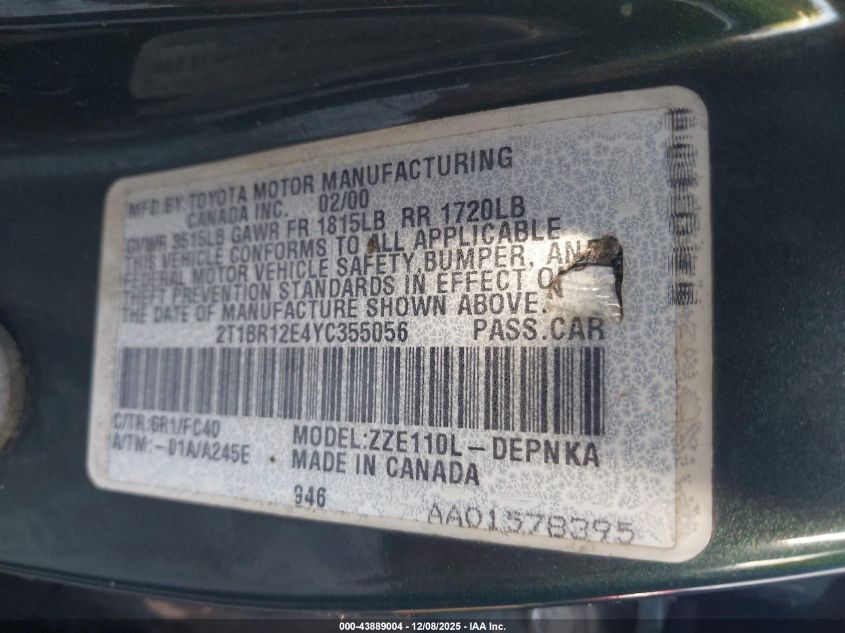 MFD.BY TOYOTA MOTOR MANUFACTURING
CANADA INC. 02/00
GVWR 3515LB GAWR FR 1815LB RR 1720LB
THIS VEHICLE CONFORMS TO ALL APPLICABLE
FEDERAL MOTOR VEHICLE SAFETY,BUMPER, AND
THEFT PREVENTION STANDARDS IN EFFECT ON
THE DATE OF MANUFACTURE SHOWN ABOVE.
2T1BR12E4YC355056 PASS.CAR
C/TR:6R1/FC40
A/TM:-01A/A245E
MODEL:ZZE110L-DEPNKA
MADE IN CANADA
946
AA01578395
000-43889004 | 12/08/2025 - IAA Inc.